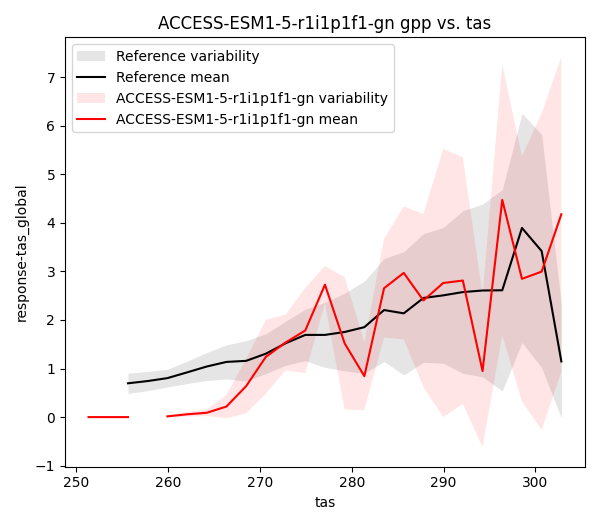 ACCESS-ESM1-5-r1i1p1f1-gn gpp vs. tas
Reference variability
Reference mean
ACCESS-ESM1-5-r1i1p1f1-gn variability
ACCESS-ESM1-5-r1i1p1f1-gn mean
response-tas_global
7
6
5
4
3
2
1
0
−1
250 260 270 280 290 300
tas